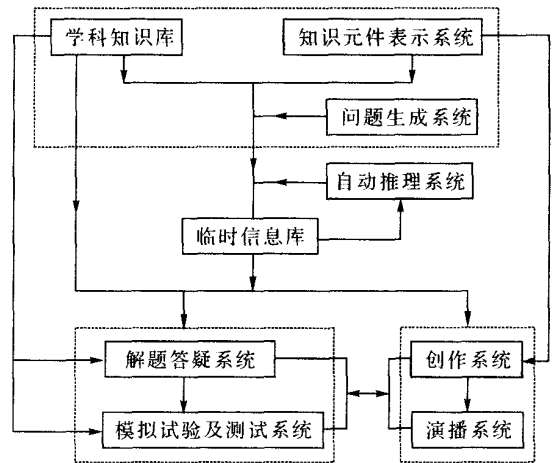 学科知识库
知识元件表示系统
问题生成系统
自动推理系统
临时信息库
解题答疑系统
创作系统
模拟试验及测试系统
演播系统